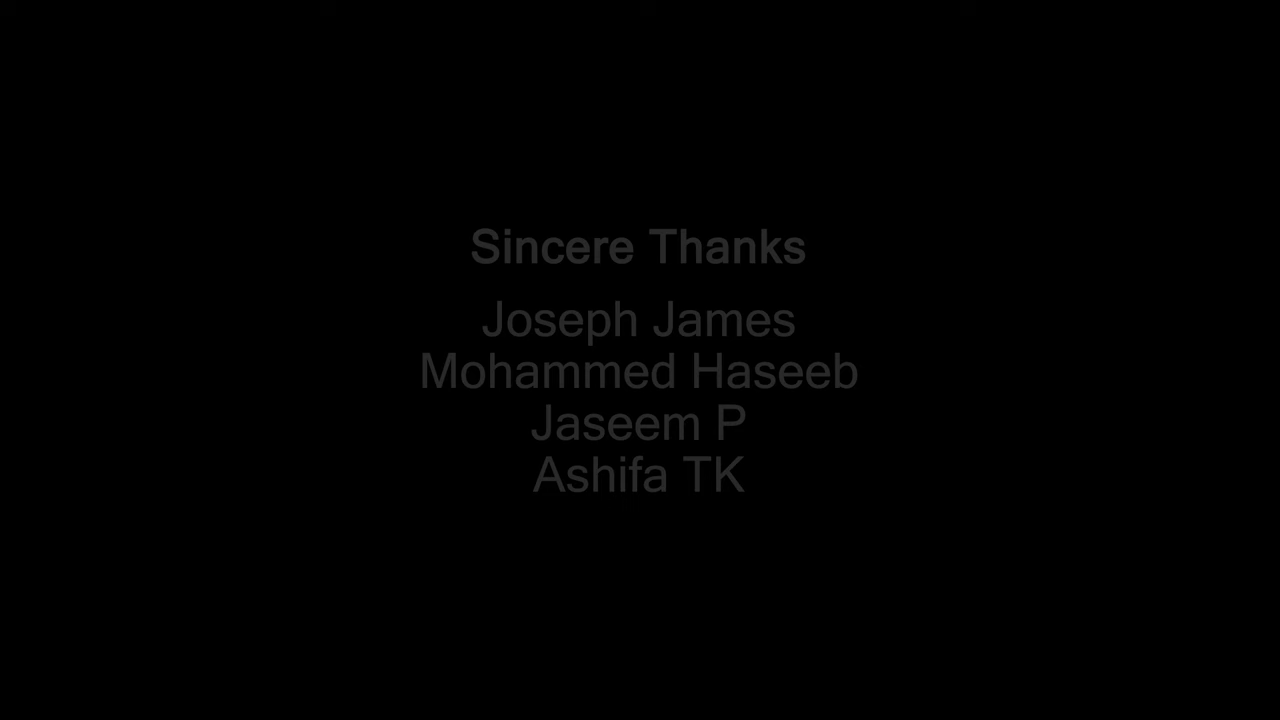 Sincere Thanks
Joseph James
Mohammed Haseeb
Jaseem P
Ashifa TK